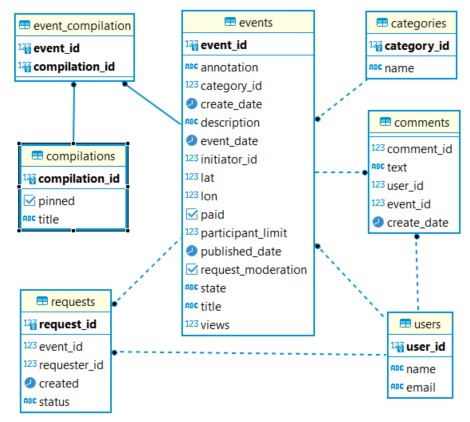 event_compilation
123 event_id
123 compilation_id
events
123 event_id
ABC annotation
123 category_id
create_date
ABC description
event_date
123 initiator_id
123 lat
123 lon
paid
123 participant_limit
published_date
request_moderation
ABC state
ABC title
123 views
categories
123 category_id
ABC name
compilations
123 compilation_id
pinned
ABC title
comments
123 comment_id
ABC text
123 user_id
123 event_id
create_date
requests
123 request_id
123 event_id
123 requester_id
created
ABC status
users
123 user_id
ABC name
ABC email